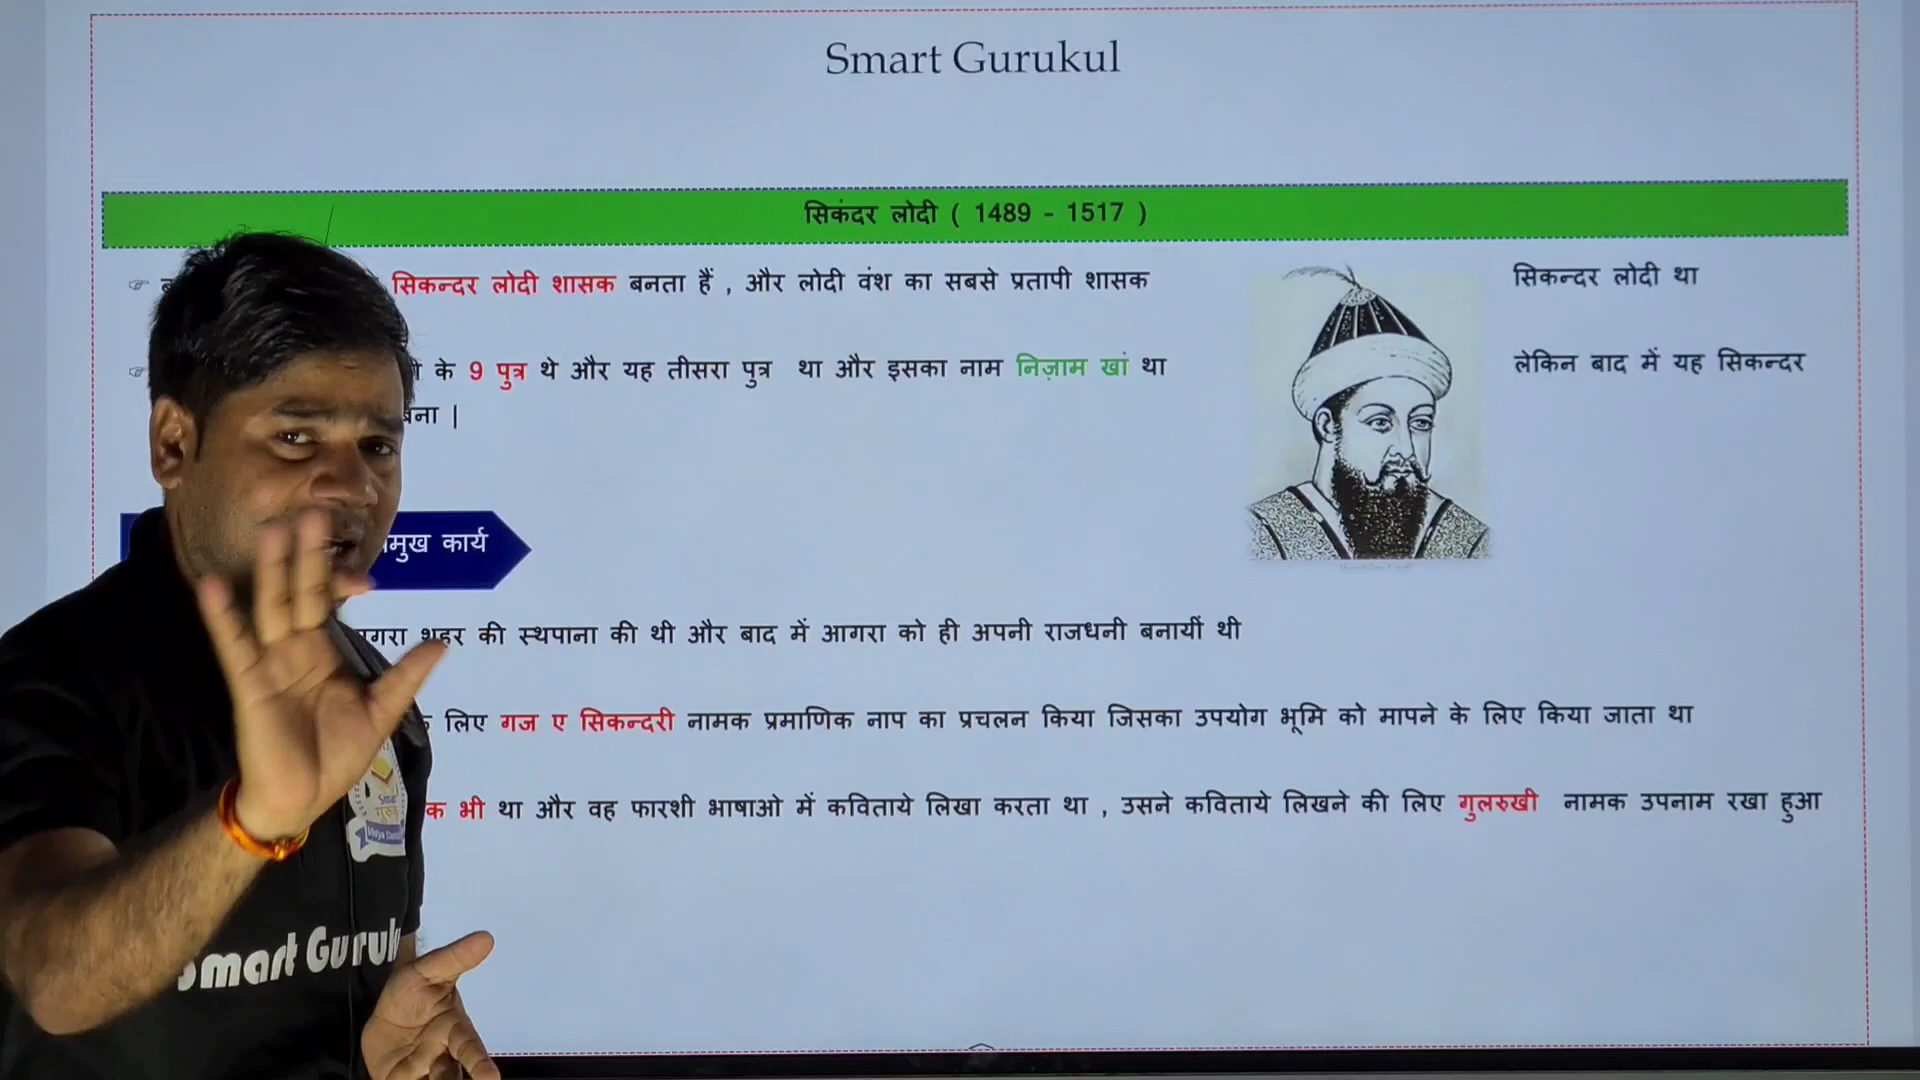 Smart Gurukul
सिकंदर लोदी ( 1489 - 1517 )
सिकन्दर लोदी शासक बनता हैं , और लोदी वंश का सबसे प्रतापी शासक सिकन्दर लोदी था
के 9 पुत्र थे और यह तीसरा पुत्र था और इसका नाम निज़ाम खां था लेकिन बाद में यह सिकन्दर
बना |
कार्य
शहर की स्थपाना की थी और बाद में आगरा को ही अपनी राजधनी बनायीं थी
लिए गज ए सिकन्दरी नामक प्रमाणिक नाप का प्रचलन किया जिसका उपयोग भूमि को मापने के लिए किया जाता था
भी था और वह फारशी भाषाओ में कविताये लिखा करता था , उसने कविताये लिखने की लिए गुलरुखी नामक उपनाम रखा हुआ
Smart Guruku